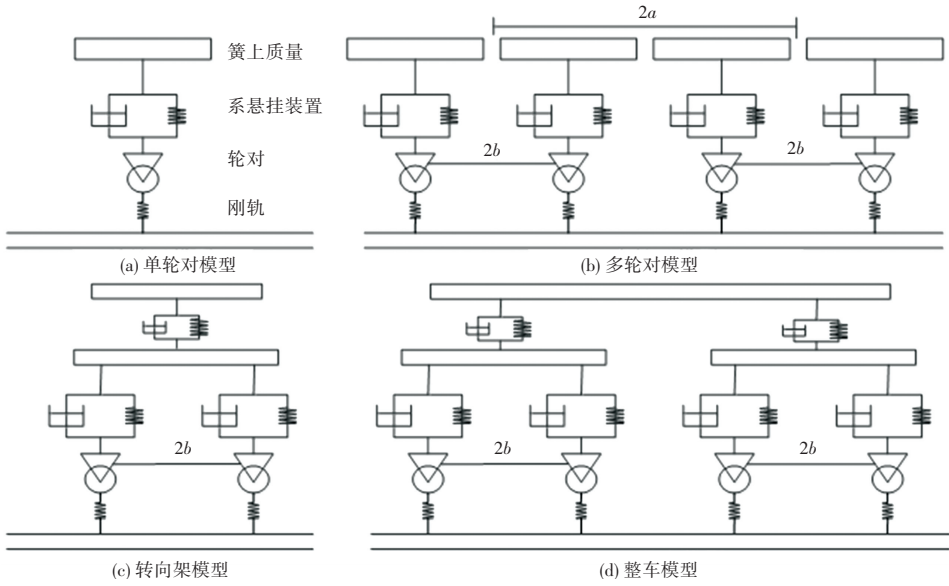 2a
簧上质量
系悬挂装置
轮对
2b
2b
刚轨
(a) 单轮对模型
(b) 多轮对模型
2b
2b
2b
(c) 转向架模型
(d) 整车模型